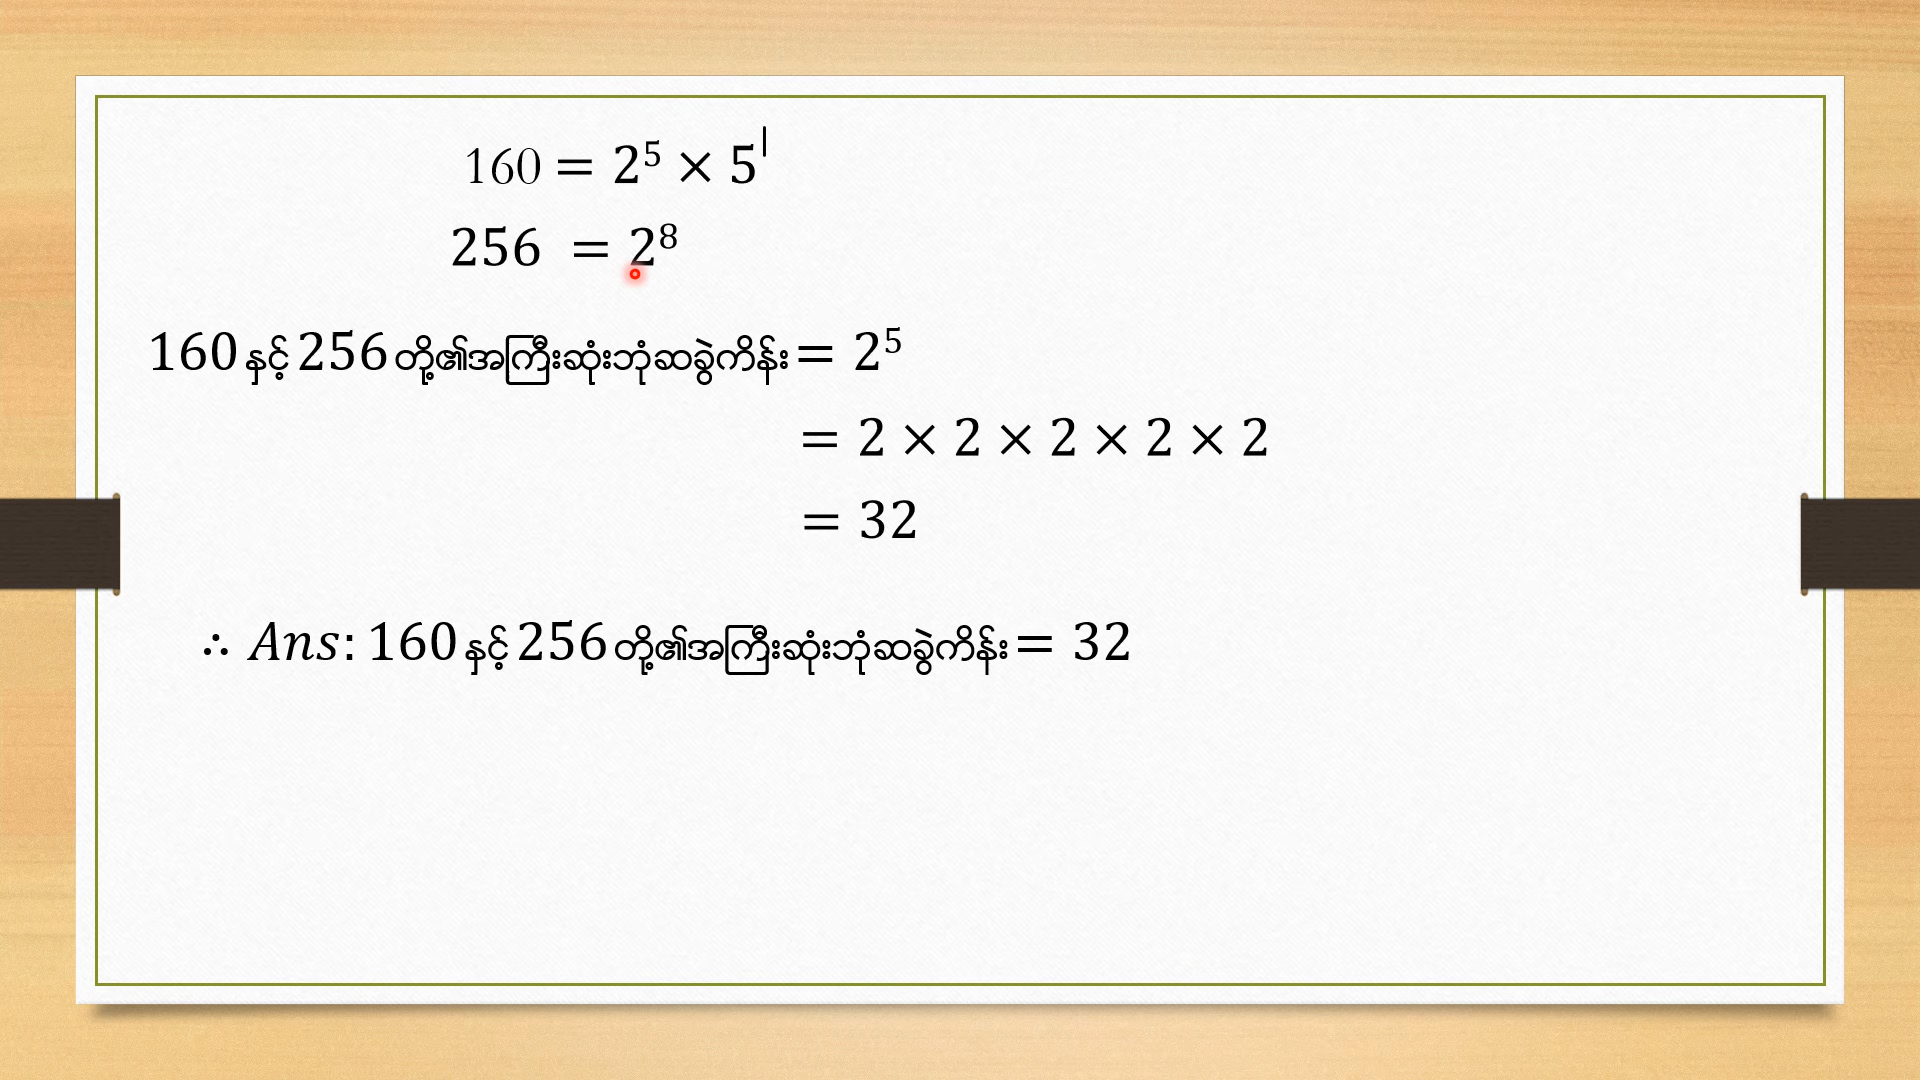 160 = 2⁵ × 5^|
256 = 2⁸
160 နှင့် 256 တို့၏အကြီးဆုံးဘုံဆခွဲကိန်း = 2⁵
= 2 × 2 × 2 × 2 × 2
= 32
∴ Ans: 160 နှင့် 256 တို့၏အကြီးဆုံးဘုံဆခွဲကိန်း = 32